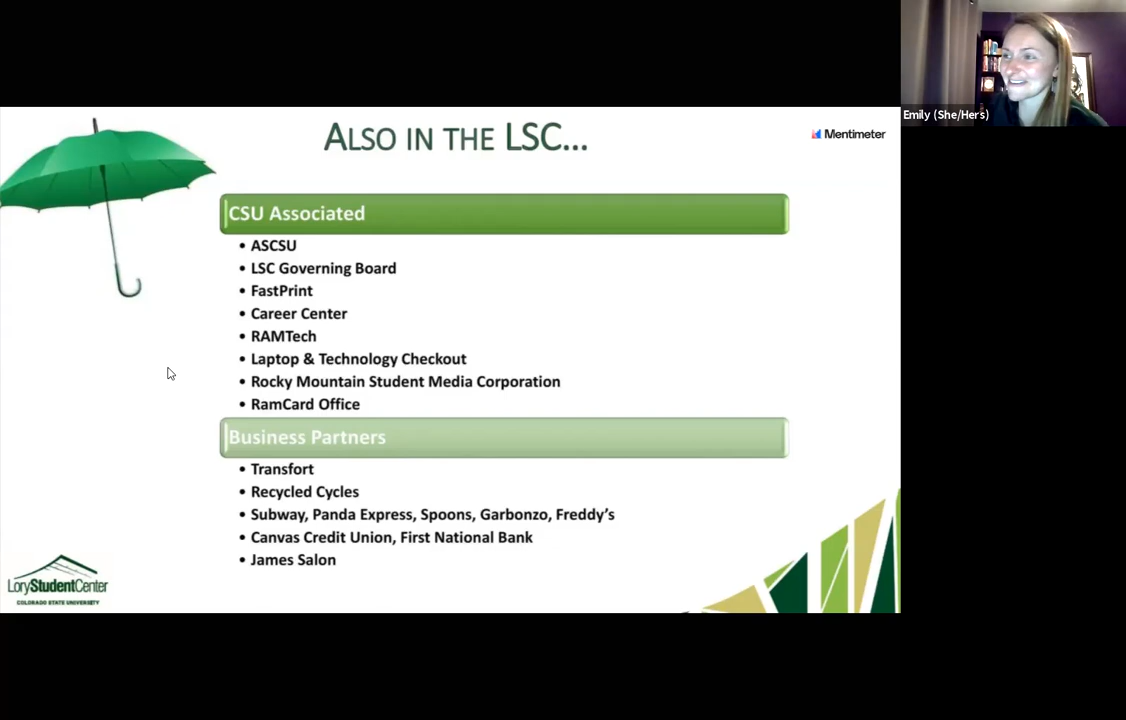 Emily (She/Hers)
ALSO IN THE LSC...
Mentimeter
CSU Associated
• ASCSU
• LSC Governing Board
• FastPrint
• Career Center
• RAMTech
• Laptop & Technology Checkout
• Rocky Mountain Student Media Corporation
• RamCard Office
Business Partners
• Transfort
• Recycled Cycles
• Subway, Panda Express, Spoons, Garbonzo, Freddy's
• Canvas Credit Union, First National Bank
• James Salon
LoryStudentCenter
COLORADO STATE UNIVERSITY